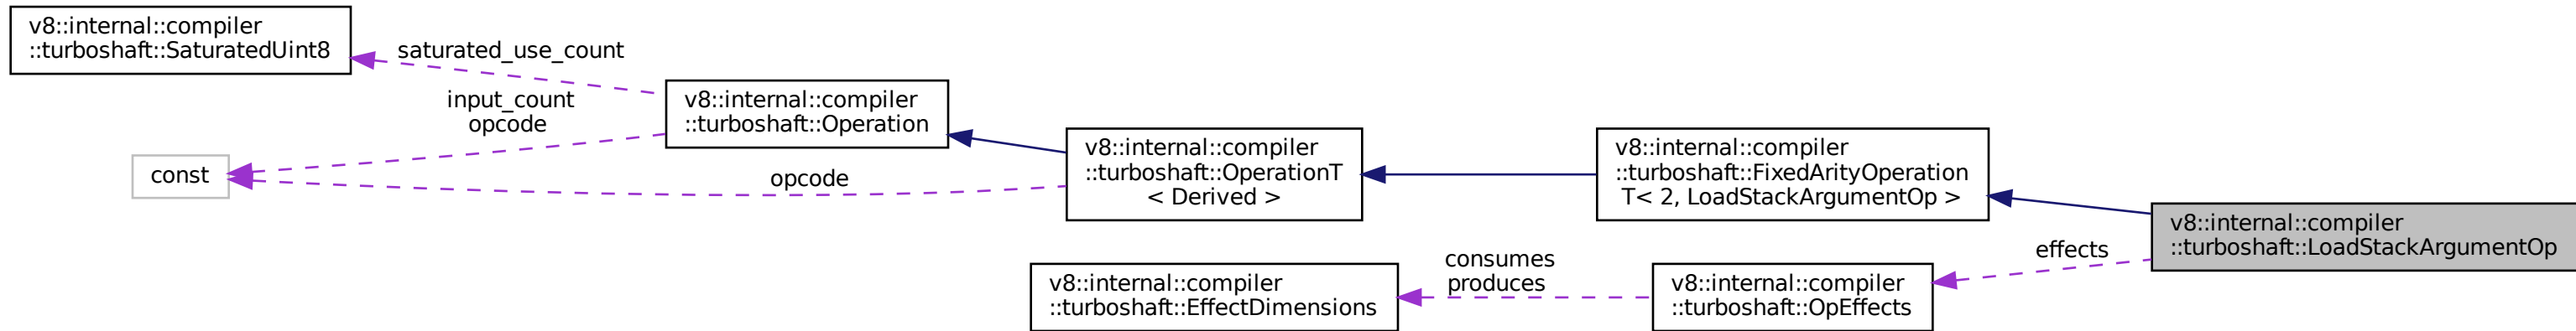 v8::internal::compiler
::turboshaft::SaturatedUint8
saturated_use_count
input_count
opcode
const
v8::internal::compiler
::turboshaft::Operation
opcode
v8::internal::compiler
::turboshaft::OperationT
< Derived >
v8::internal::compiler
::turboshaft::FixedArityOperation
T< 2, LoadStackArgumentOp >
v8::internal::compiler
::turboshaft::EffectDimensions
consumes
produces
v8::internal::compiler
::turboshaft::OpEffects
effects
v8::internal::compiler
::turboshaft::LoadStackArgumentOp